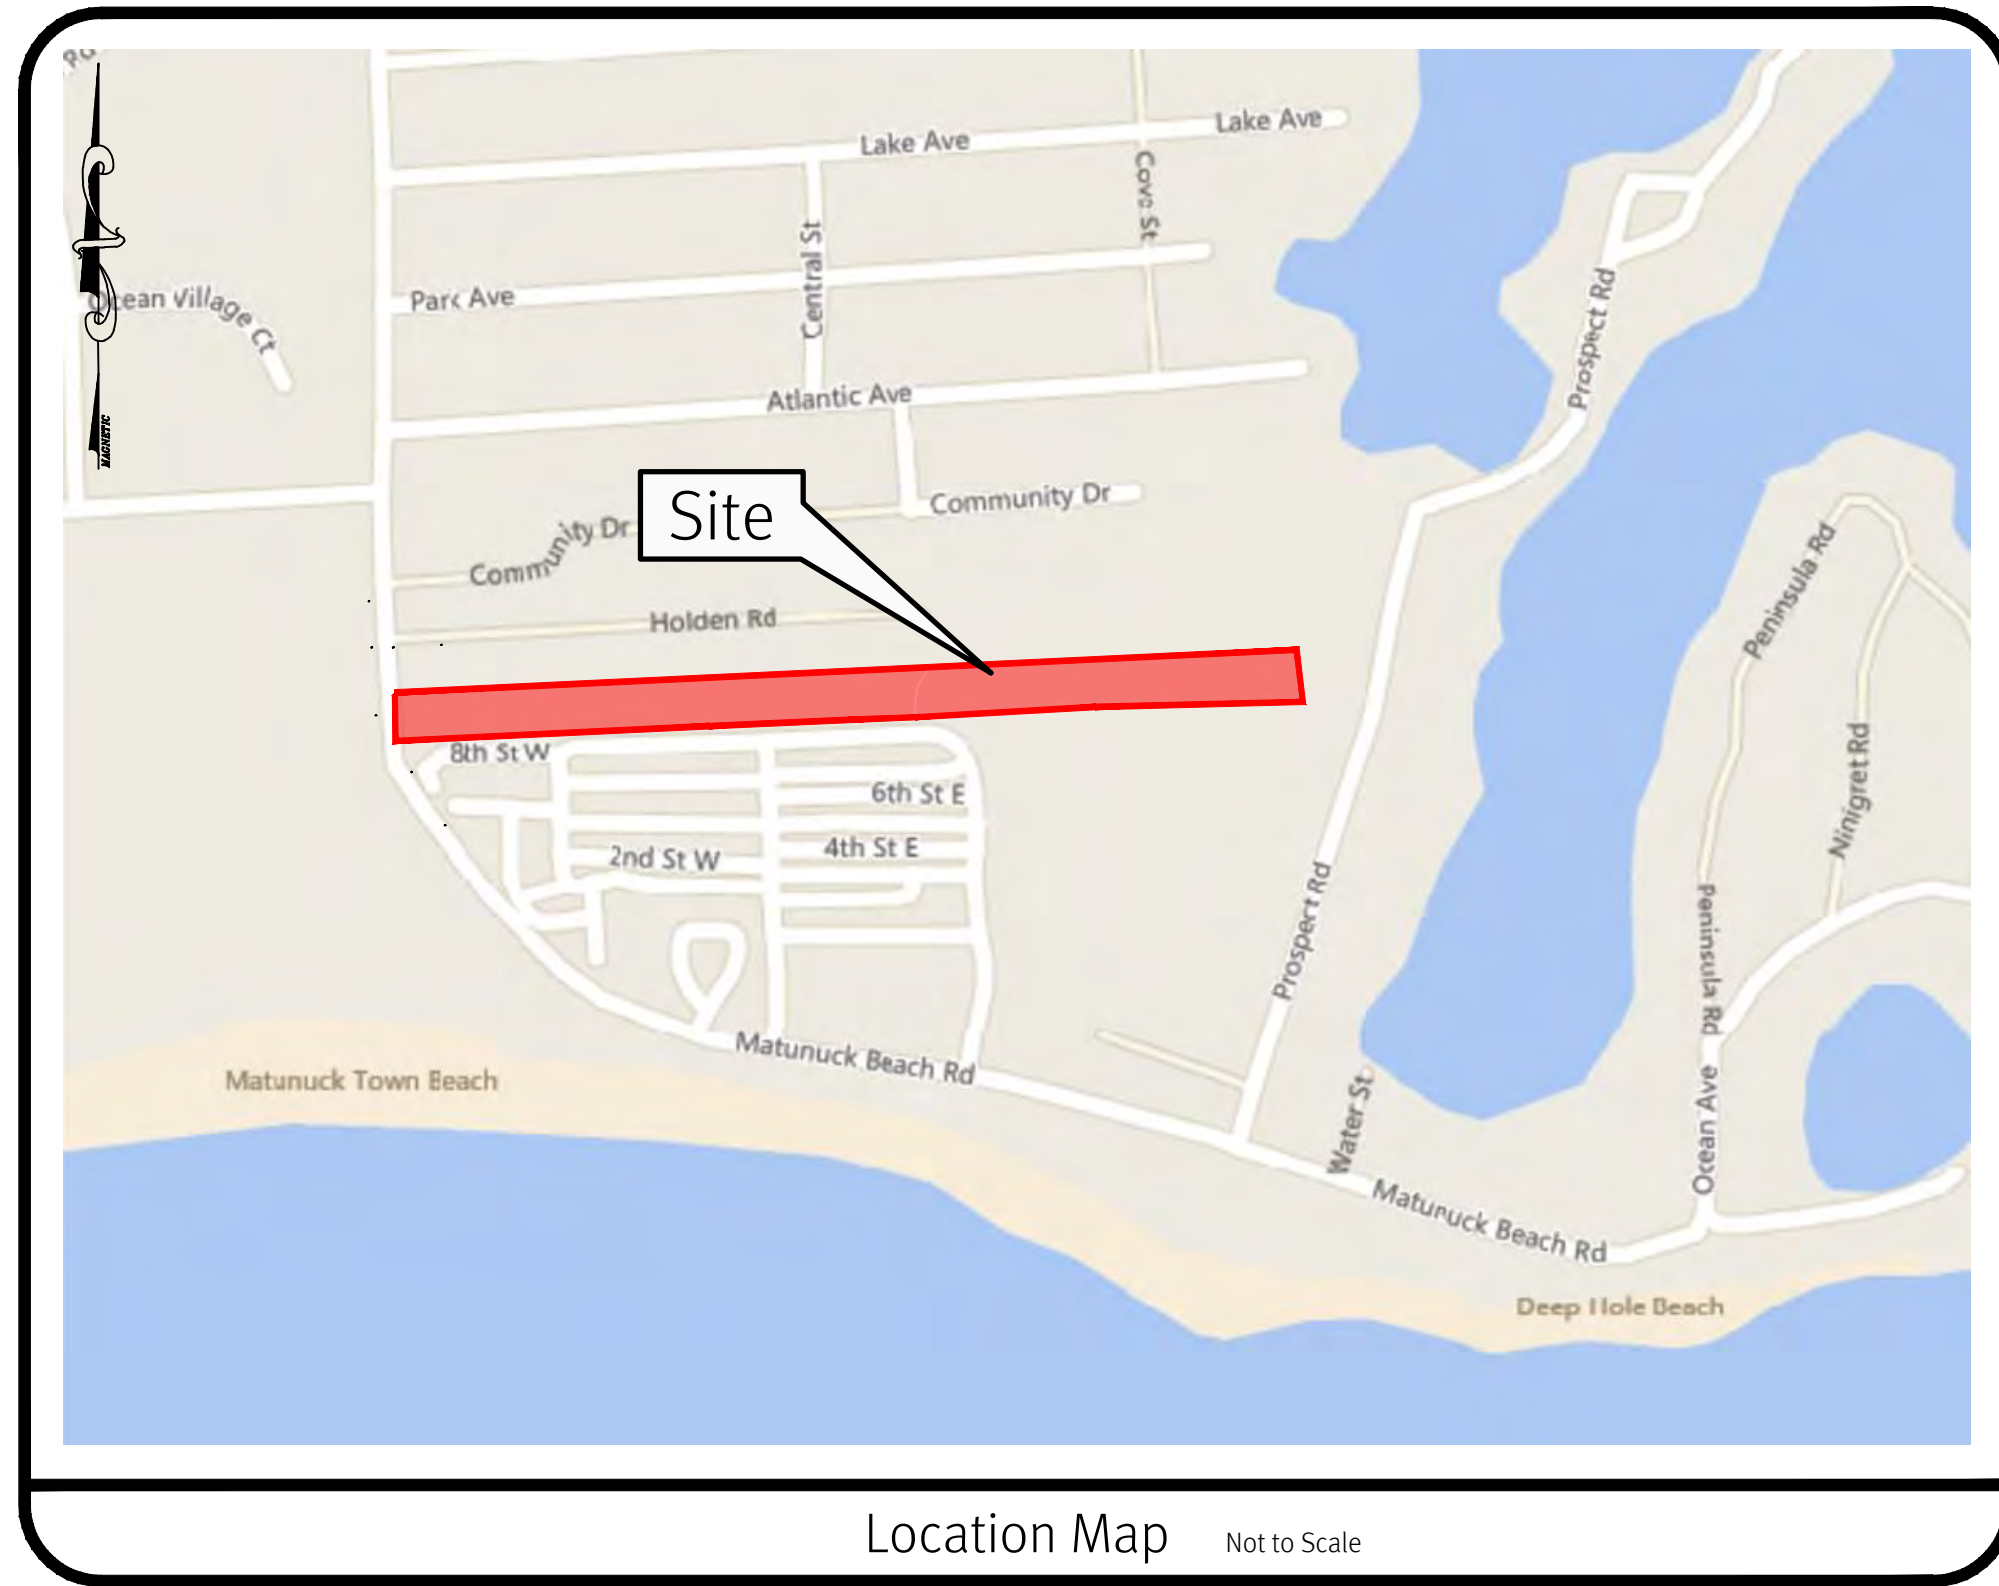 Rd
Lake Ave
Lake Ave
Cove St
Central St
Ocean Village Ct
Park Ave
Prospect Rd
Atlantic Ave
MAGNETIC
Site
Community Dr
Community Dr
Peninsula Rd
Holden Rd
8th St W
6th St E
Ninigret Rd
4th St E
2nd St W
Prospect Rd
Peninsula Rd
Matunuck Beach Rd
Matunuck Town Beach
Water St
Ocean Ave
Matunuck Beach Rd
Deep Hole Beach
Location Map Not to Scale